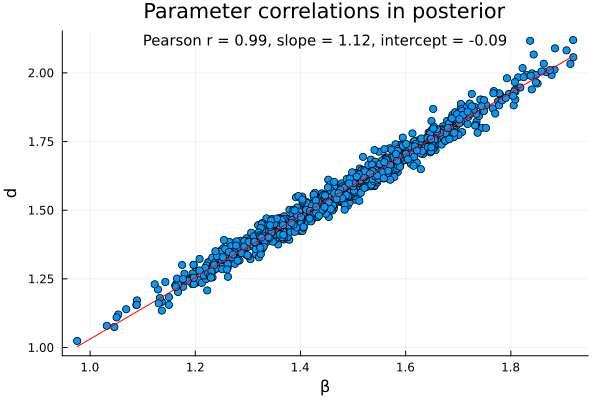 Parameter correlations in posterior
Pearson r = 0.99, slope = 1.12, intercept = -0.09
2.00
1.75
1.50
1.25
1.00
d
1.0 1.2 1.4 1.6 1.8
β